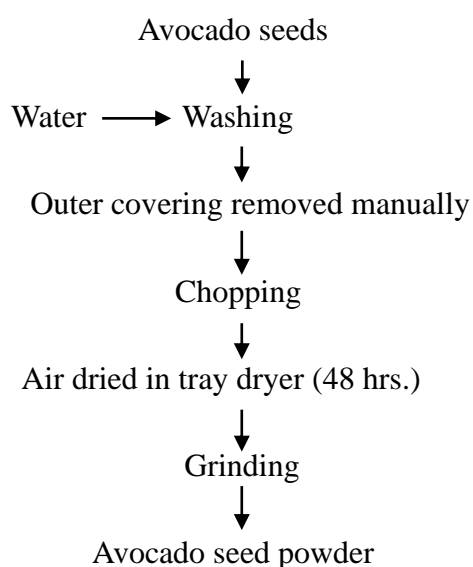 Avocado seeds
Water Washing
Outer covering removed manually
Chopping
Air dried in tray dryer (48 hrs.)
Grinding
Avocado seed powder